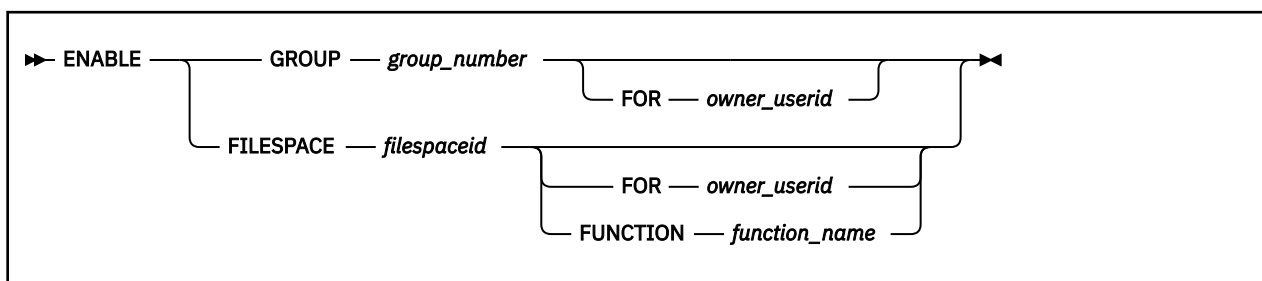 ENABLE GROUP group_number
FOR owner_userid
FILESPACE filespaceid
FOR owner_userid
FUNCTION function_name